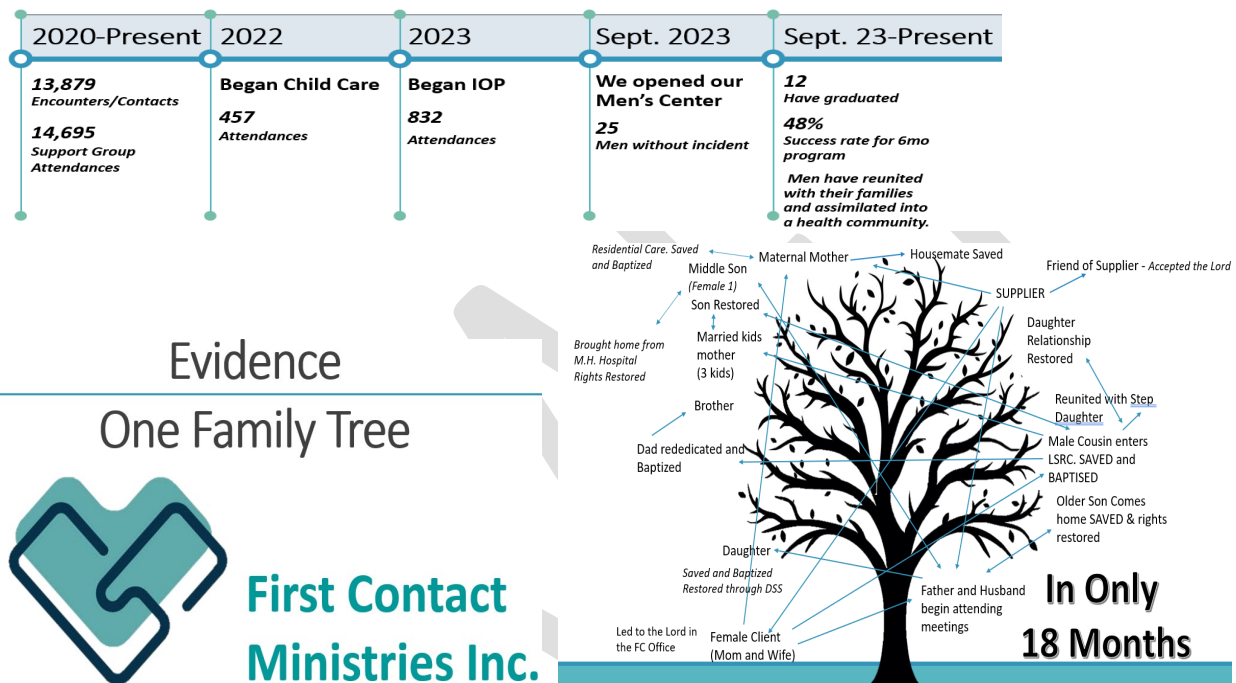 2020-Present
13,879
Encounters/Contacts
14,695
Support Group
Attendances
2022
Began Child Care
457
Attendances
2023
Began IOP
832
Attendances
Sept. 2023
We opened our
Men's Center
25
Men without incident
Sept. 23-Present
12
Have graduated
48%
Success rate for 6mo
program
Men have reunited
with their families
and assimilated into
a health community.
Evidence
One Family Tree
First Contact
Ministries Inc.
Residential Care. Saved
and Baptized
Maternal Mother
Housemate Saved
Friend of Supplier - Accepted the Lord
Middle Son
(Female 1)
Son Restored
SUPPLIER
Brought home from
M.H. Hospital
Rights Restored
Married kids
mother
(3 kids)
Daughter
Relationship
Restored
Brother
Reunited with Step
Daughter
Dad rededicated and
Baptized
Male Cousin enters
LSRC. SAVED and
BAPTISED
Older Son Comes
home SAVED & rights
restored
Daughter
Saved and Baptized
Restored through DSS
Father and Husband
begin attending
meetings
Led to the Lord in
the FC Office
Female Client
(Mom and Wife)
In Only
18 Months